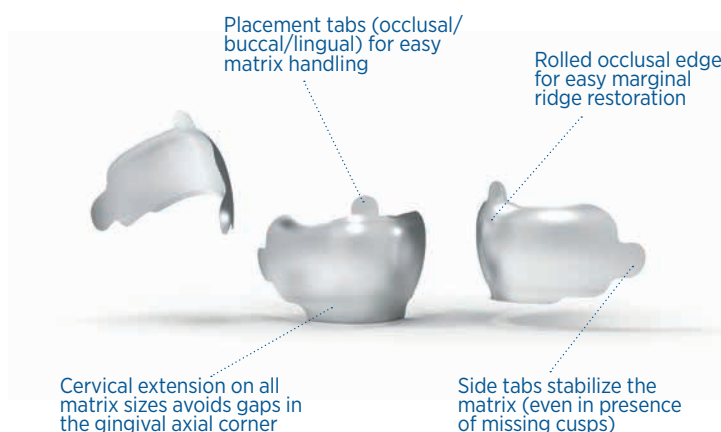 Placement tabs (occlusal/
buccal/lingual) for easy
matrix handling
Rolled occlusal edge
for easy marginal
ridge restoration
Cervical extension on all
matrix sizes avoids gaps in
the gingival axial corner
Side tabs stabilize the
matrix (even in presence
of missing cusps)